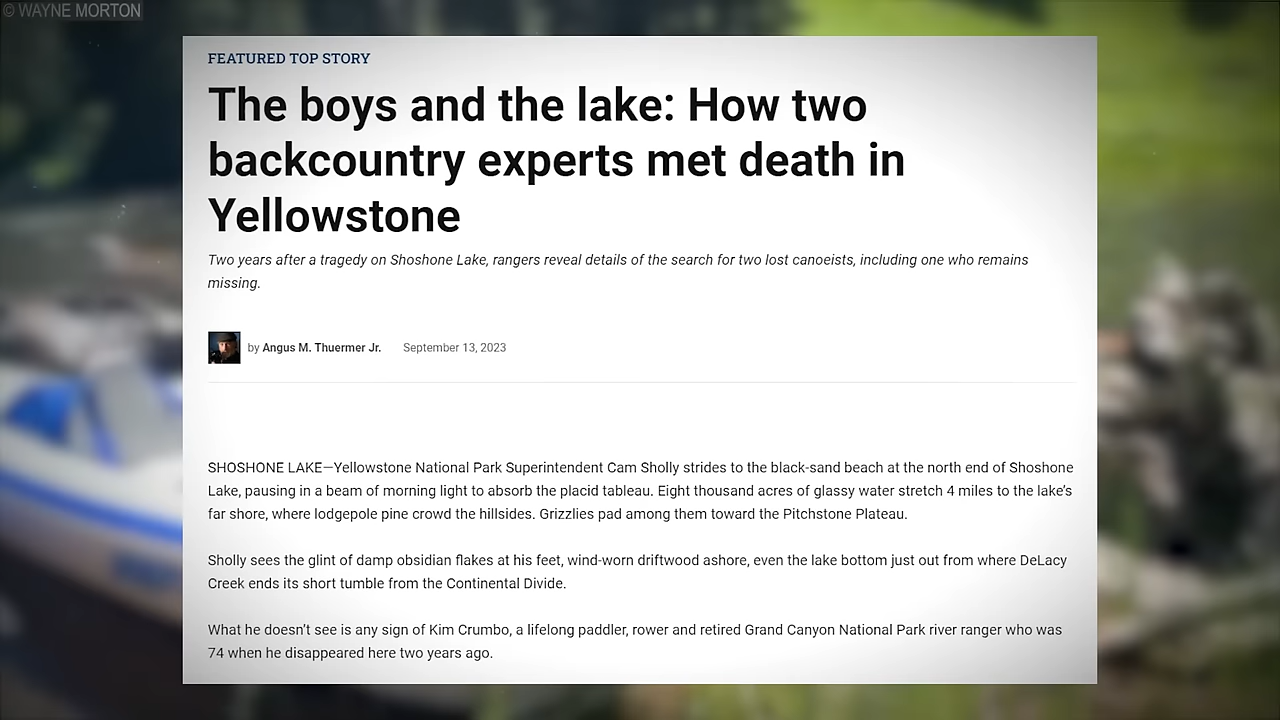 © WAYNE MORTON
FEATURED TOP STORY
The boys and the lake: How two
backcountry experts met death in
Yellowstone
Two years after a tragedy on Shoshone Lake, rangers reveal details of the search for two lost canoeists, including one who remains
missing.
by Angus M. Thuermer Jr. September 13, 2023
SHOSHONE LAKE—Yellowstone National Park Superintendent Cam Sholly strides to the black-sand beach at the north end of Shoshone
Lake, pausing in a beam of morning light to absorb the placid tableau. Eight thousand acres of glassy water stretch 4 miles to the lake’s
far shore, where lodgepole pine crowd the hillsides. Grizzlies pad among them toward the Pitchstone Plateau.
Sholly sees the glint of damp obsidian flakes at his feet, wind-worn driftwood ashore, even the lake bottom just out from where DeLacy
Creek ends its short tumble from the Continental Divide.
What he doesn’t see is any sign of Kim Crumbo, a lifelong paddler, rower and retired Grand Canyon National Park river ranger who was
74 when he disappeared here two years ago.